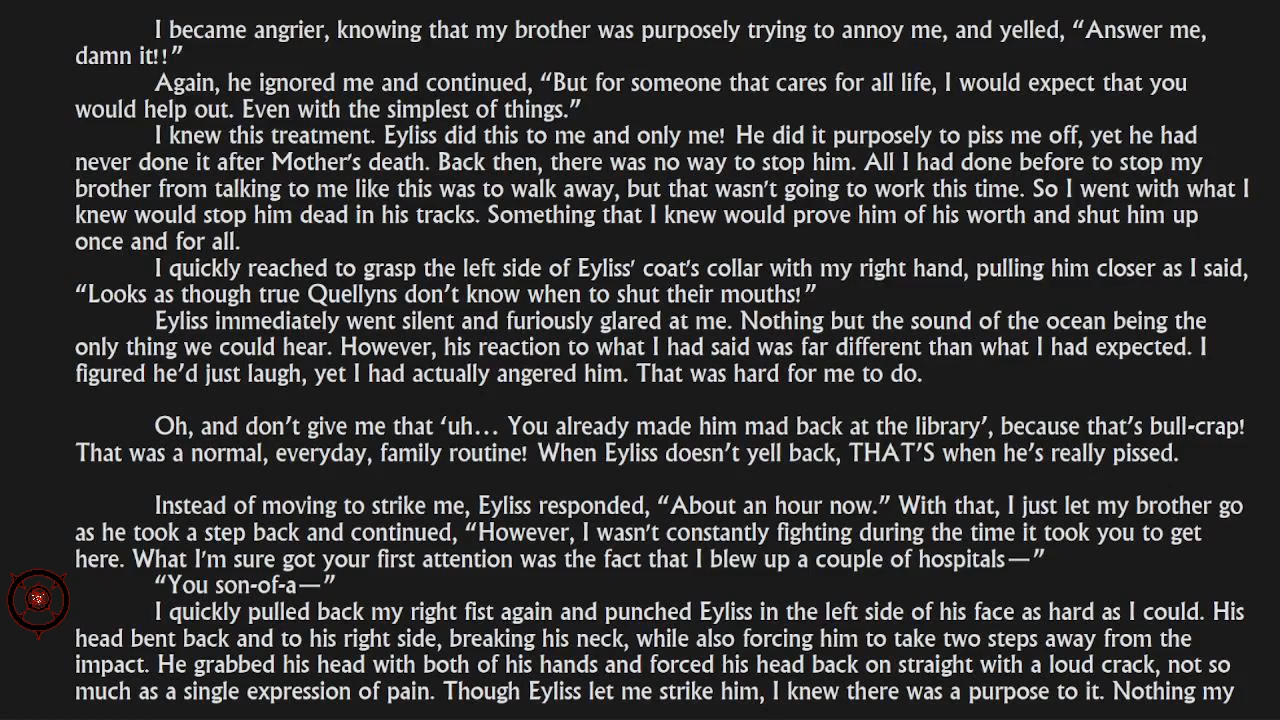 I became angrier, knowing that my brother was purposely trying to annoy me, and yelled, “Answer me,
damn it!!”
Again, he ignored me and continued, “But for someone that cares for all life, I would expect that you
would help out. Even with the simplest of things.”
I knew this treatment. Eyliss did this to me and only me! He did it purposely to piss me off, yet he had
never done it after Mother’s death. Back then, there was no way to stop him. All I had done before to stop my
brother from talking to me like this was to walk away, but that wasn’t going to work this time. So I went with what I
knew would stop him dead in his tracks. Something that I knew would prove him of his worth and shut him up
once and for all.
I quickly reached to grasp the left side of Eyliss’ coat’s collar with my right hand, pulling him closer as I said,
“Looks as though true Quellyns don’t know when to shut their mouths!”
Eyliss immediately went silent and furiously glared at me. Nothing but the sound of the ocean being the
only thing we could hear. However, his reaction to what I had said was far different than what I had expected. I
figured he’d just laugh, yet I had actually angered him. That was hard for me to do.
Oh, and don’t give me that ‘uh… You already made him mad back at the library’, because that’s bull-crap!
That was a normal, everyday, family routine! When Eyliss doesn’t yell back, THAT’S when he’s really pissed.
Instead of moving to strike me, Eyliss responded, “About an hour now.” With that, I just let my brother go
as he took a step back and continued, “However, I wasn’t constantly fighting during the time it took you to get
here. What I’m sure got your first attention was the fact that I blew up a couple of hospitals—”
“You son-of-a—”
I quickly pulled back my right fist again and punched Eyliss in the left side of his face as hard as I could. His
head bent back and to his right side, breaking his neck, while also forcing him to take two steps away from the
impact. He grabbed his head with both of his hands and forced his head back on straight with a loud crack, not so
much as a single expression of pain. Though Eyliss let me strike him, I knew there was a purpose to it. Nothing my